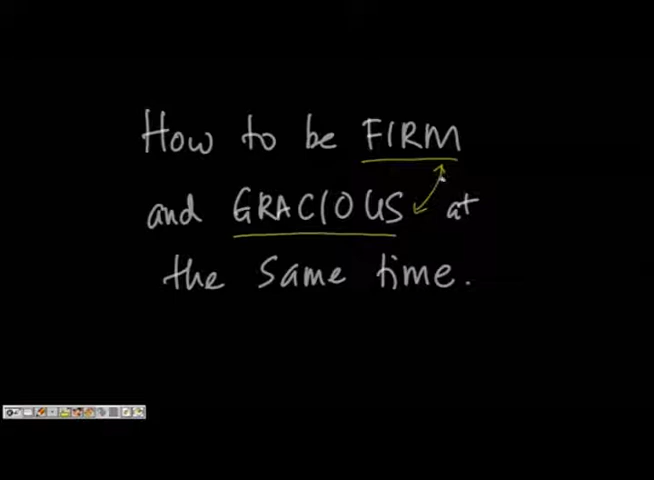 How to be FIRM
and GRACIOUS at
the same time.